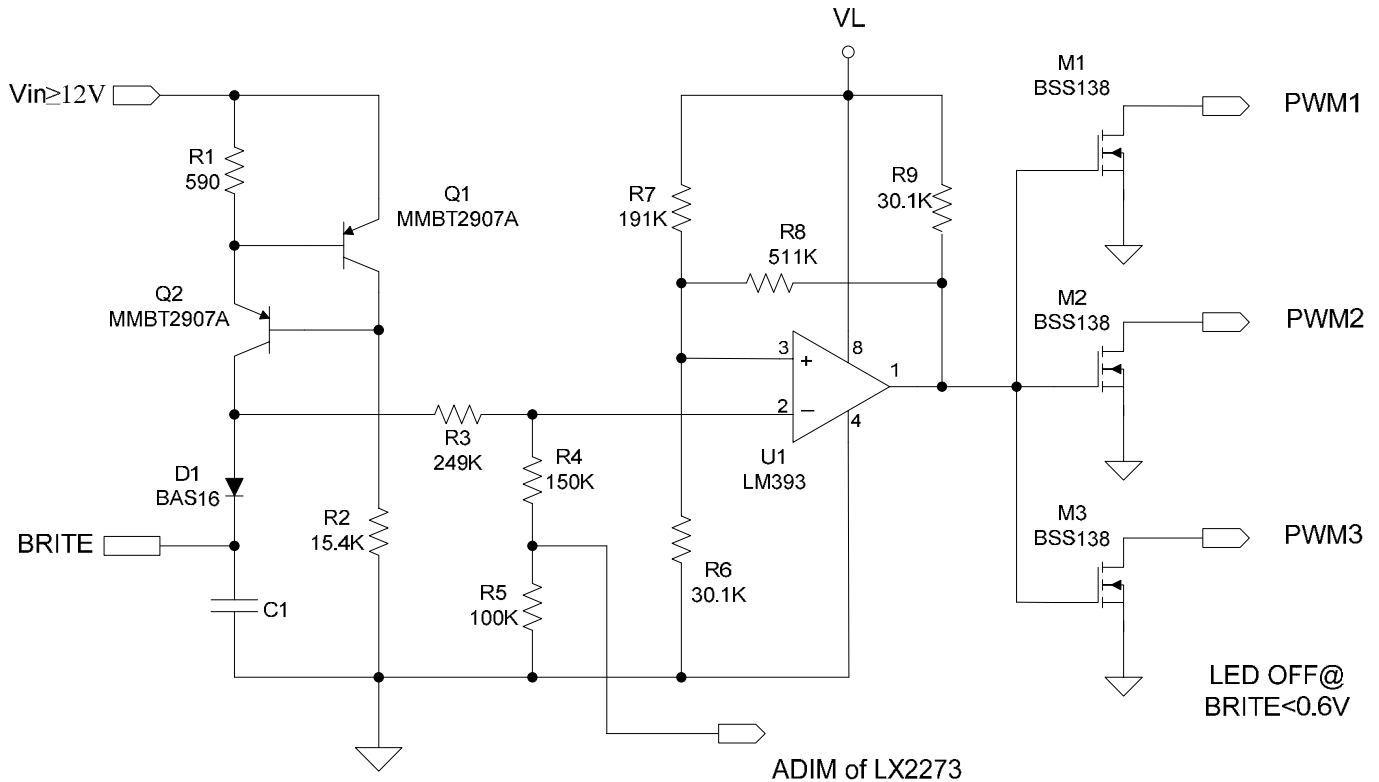 VL
Vin≥12V
M1
BSS138
PWM1
R1
590
Q1
MMBT2907A
R7
191K
R9
30.1K
R8
511K
Q2
MMBT2907A
M2
BSS138
PWM2
3
+
8
1
2
−
4
R3
249K
U1
LM393
R4
150K
D1
BAS16
M3
BSS138
PWM3
BRITE
R2
15.4K
R6
30.1K
R5
100K
C1
LED OFF@
BRITE<0.6V
ADIM of LX2273